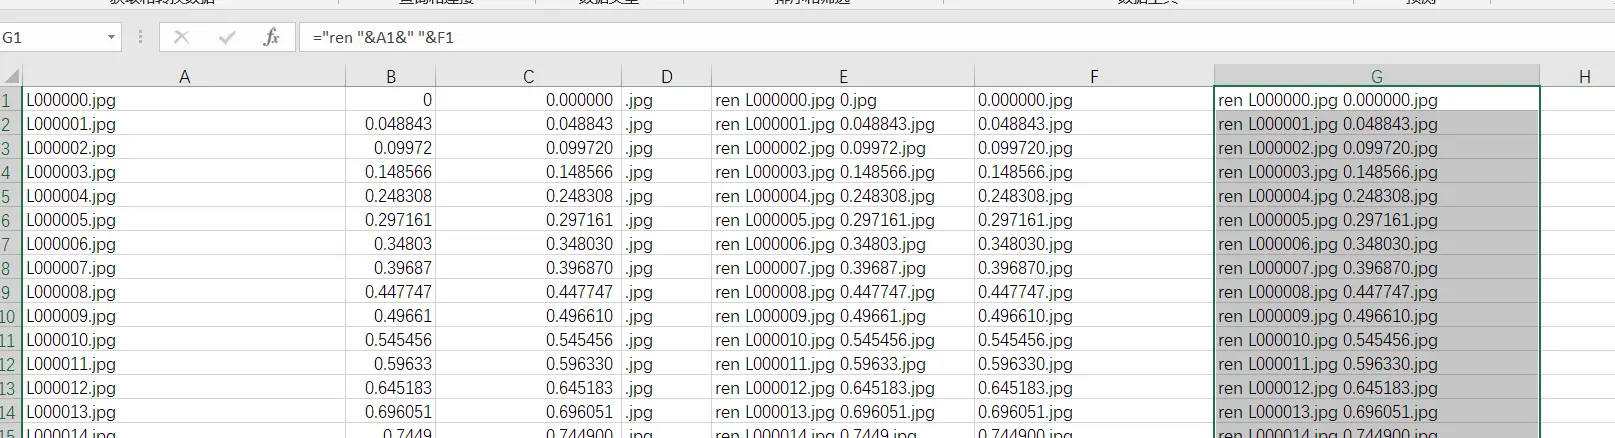 G1 fx ="ren "&A1&" "&F1
A B C D E F G H
1 L000000.jpg 0 0.000000 .jpg ren L000000.jpg 0.jpg 0.000000.jpg ren L000000.jpg 0.000000.jpg
2 L000001.jpg 0.048843 0.048843 .jpg ren L000001.jpg 0.048843.jpg 0.048843.jpg ren L000001.jpg 0.048843.jpg
3 L000002.jpg 0.09972 0.099720 .jpg ren L000002.jpg 0.09972.jpg 0.099720.jpg ren L000002.jpg 0.099720.jpg
4 L000003.jpg 0.148566 0.148566 .jpg ren L000003.jpg 0.148566.jpg 0.148566.jpg ren L000003.jpg 0.148566.jpg
5 L000004.jpg 0.248308 0.248308 .jpg ren L000004.jpg 0.248308.jpg 0.248308.jpg ren L000004.jpg 0.248308.jpg
6 L000005.jpg 0.297161 0.297161 .jpg ren L000005.jpg 0.297161.jpg 0.297161.jpg ren L000005.jpg 0.297161.jpg
7 L000006.jpg 0.34803 0.348030 .jpg ren L000006.jpg 0.34803.jpg 0.348030.jpg ren L000006.jpg 0.348030.jpg
8 L000007.jpg 0.39687 0.396870 .jpg ren L000007.jpg 0.39687.jpg 0.396870.jpg ren L000007.jpg 0.396870.jpg
9 L000008.jpg 0.447747 0.447747 .jpg ren L000008.jpg 0.447747.jpg 0.447747.jpg ren L000008.jpg 0.447747.jpg
10 L000009.jpg 0.49661 0.496610 .jpg ren L000009.jpg 0.49661.jpg 0.496610.jpg ren L000009.jpg 0.496610.jpg
11 L000010.jpg 0.545456 0.545456 .jpg ren L000010.jpg 0.545456.jpg 0.545456.jpg ren L000010.jpg 0.545456.jpg
12 L000011.jpg 0.59633 0.596330 .jpg ren L000011.jpg 0.59633.jpg 0.596330.jpg ren L000011.jpg 0.596330.jpg
13 L000012.jpg 0.645183 0.645183 .jpg ren L000012.jpg 0.645183.jpg 0.645183.jpg ren L000012.jpg 0.645183.jpg
14 L000013.jpg 0.696051 0.696051 .jpg ren L000013.jpg 0.696051.jpg 0.696051.jpg ren L000013.jpg 0.696051.jpg
15 L000014.jpg 0.7449 0.744900 .jpg ren L000014.jpg 0.7449.jpg 0.744900.jpg ren L000014.jpg 0.744900.jpg